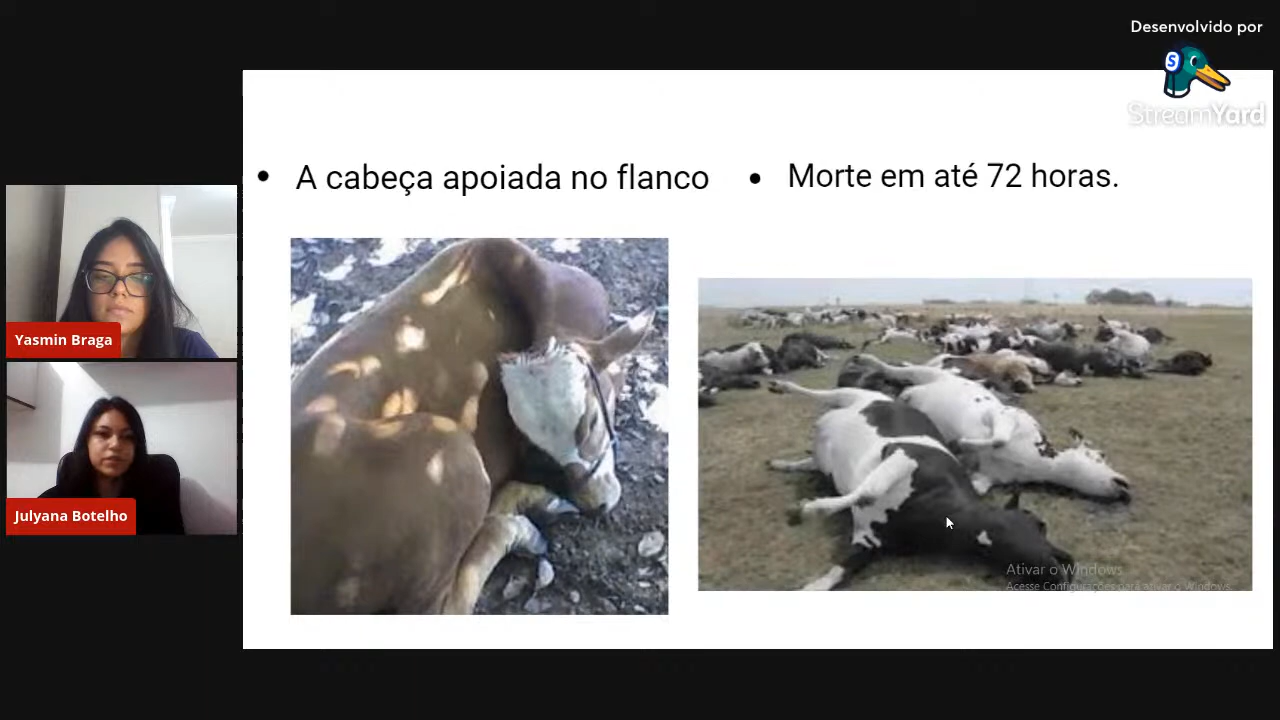 Desenvolvido por
StreamYard
• A cabeça apoiada no flanco
• Morte em até 72 horas.
Yasmin Braga
Julyana Botelho
Ativar o Windows
Acesse Configurações para ativar o Windows.